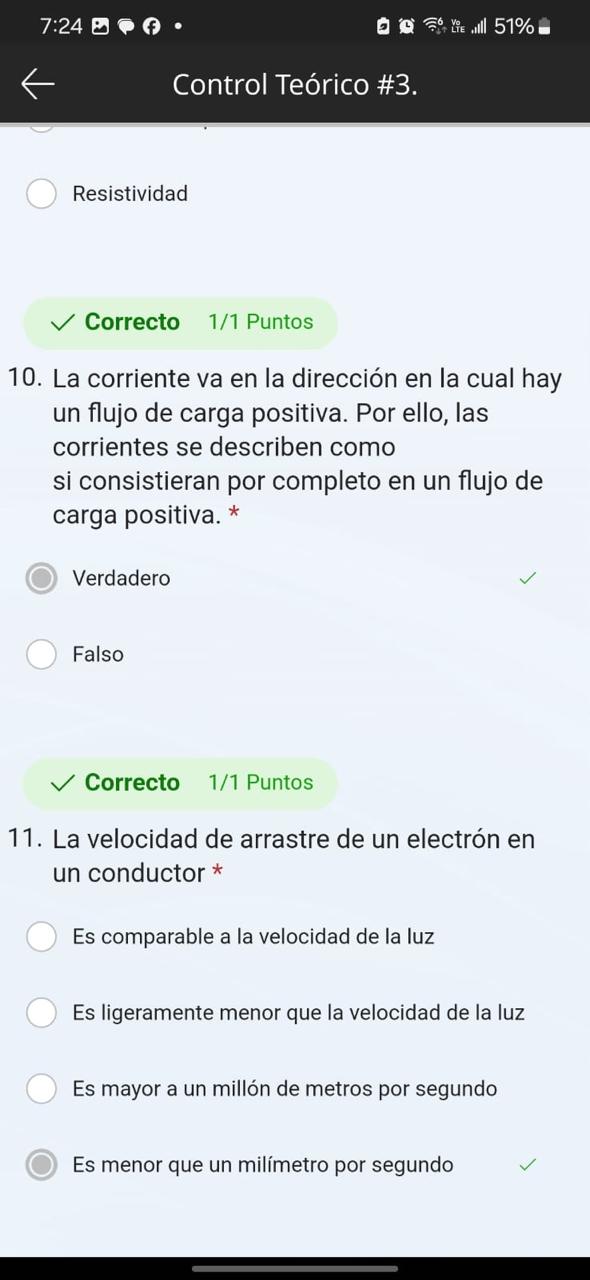 7:24 Vo LTE 51%
Control Teórico #3.
Resistividad
Correcto 1/1 Puntos
10. La corriente va en la dirección en la cual hay
un flujo de carga positiva. Por ello, las
corrientes se describen como
si consistieran por completo en un flujo de
carga positiva. *
Verdadero
Falso
Correcto 1/1 Puntos
11. La velocidad de arrastre de un electrón en
un conductor *
Es comparable a la velocidad de la luz
Es ligeramente menor que la velocidad de la luz
Es mayor a un millón de metros por segundo
Es menor que un milímetro por segundo